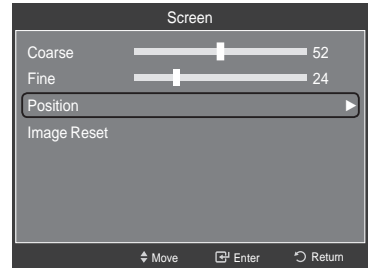 Screen
Coarse 52
Fine 24
Position
Image Reset
Move Enter Return